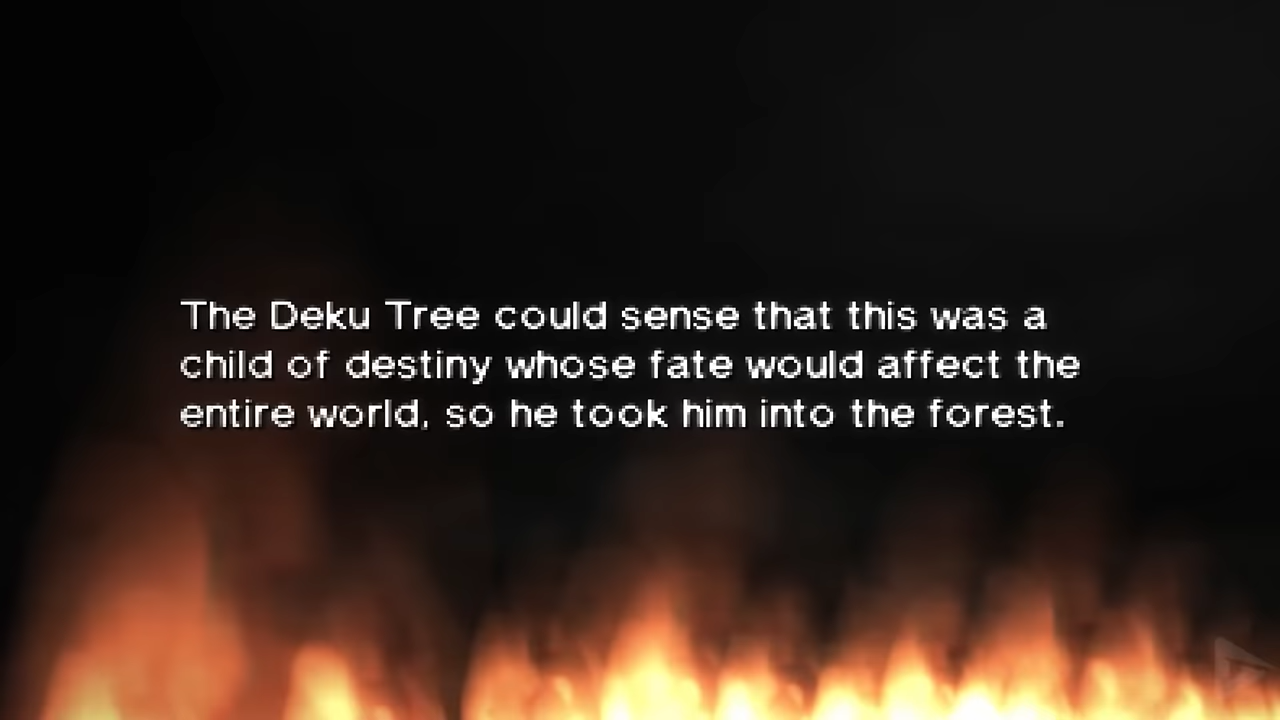 The Deku Tree could sense that this was a
child of destiny whose fate would affect the
entire world, so he took him into the forest.